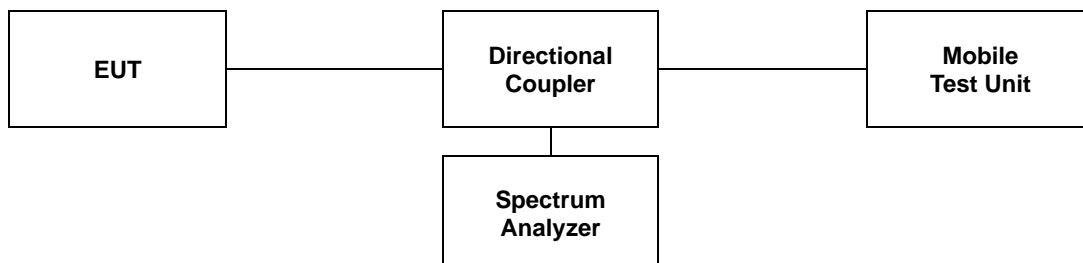 EUT
Directional
Coupler
Mobile
Test Unit
Spectrum
Analyzer